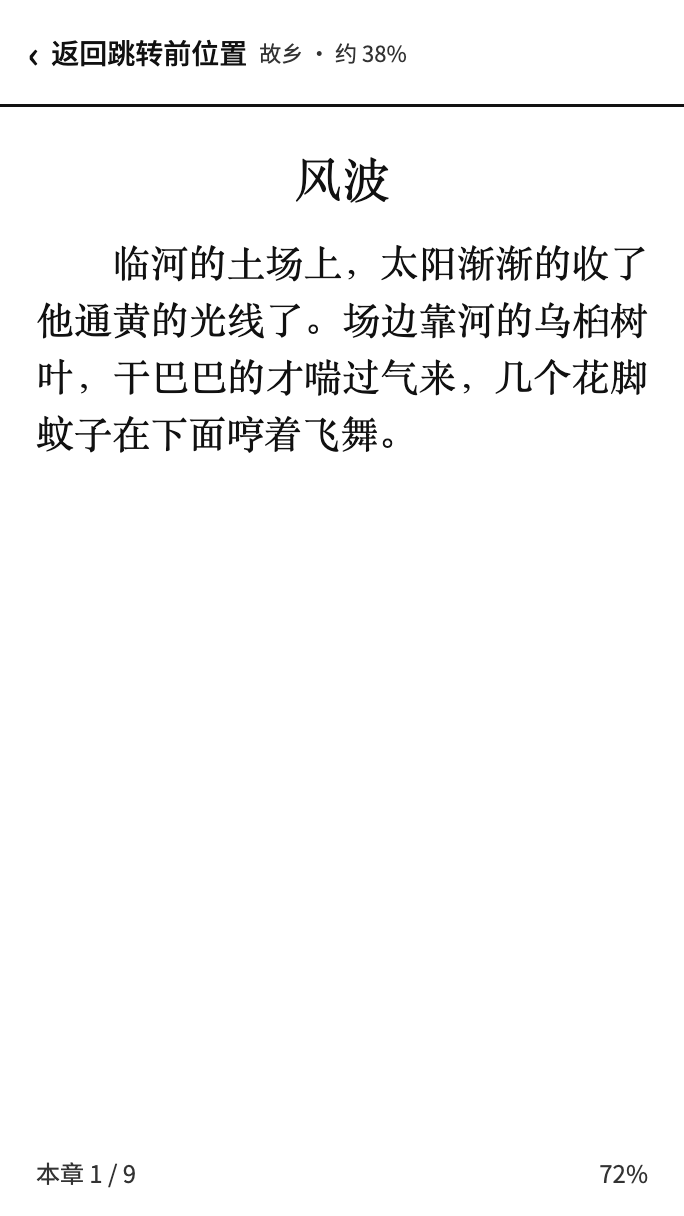 ‹ 返回跳转前位置 故乡 · 约 38%
风波
临河的土场上，太阳渐渐的收了
他通黄的光线了。场边靠河的乌桕树
叶，干巴巴的才喘过气来，几个花脚
蚊子在下面哼着飞舞。
本章 1 / 9 72%